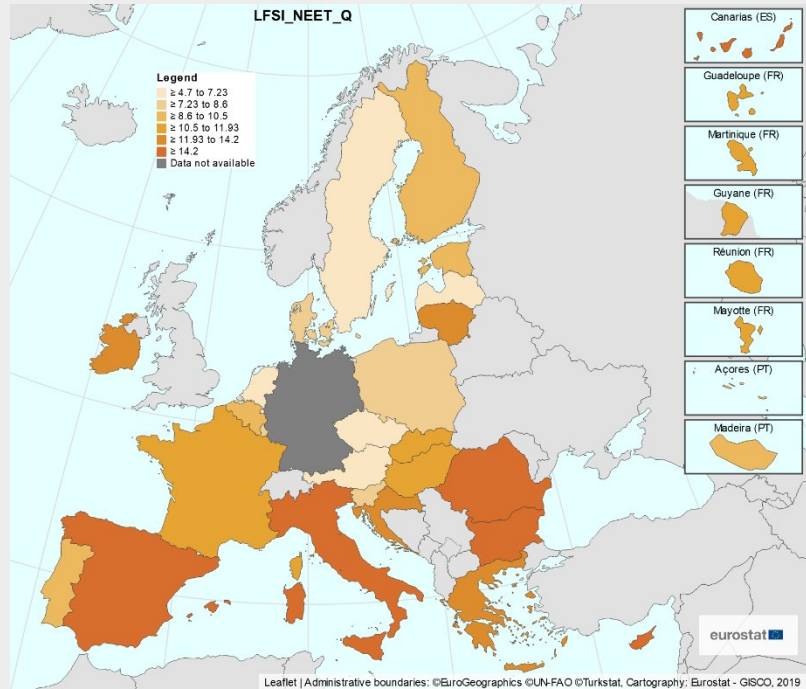 LFSI_NEET_Q
Legend
≥ 4.7 to 7.23
≥ 7.23 to 8.6
≥ 8.6 to 10.5
≥ 10.5 to 11.93
≥ 11.93 to 14.2
≥ 14.2
Data not available
Canarias (ES)
Guadeloupe (FR)
Martinique (FR)
Guyane (FR)
Réunion (FR)
Mayotte (FR)
Açores (PT)
Madeira (PT)
eurostat
Leaflet | Administrative boundaries: ©EuroGeographics ©UN-FAO ©Turkstat, Cartography: Eurostat - GISCO, 2019